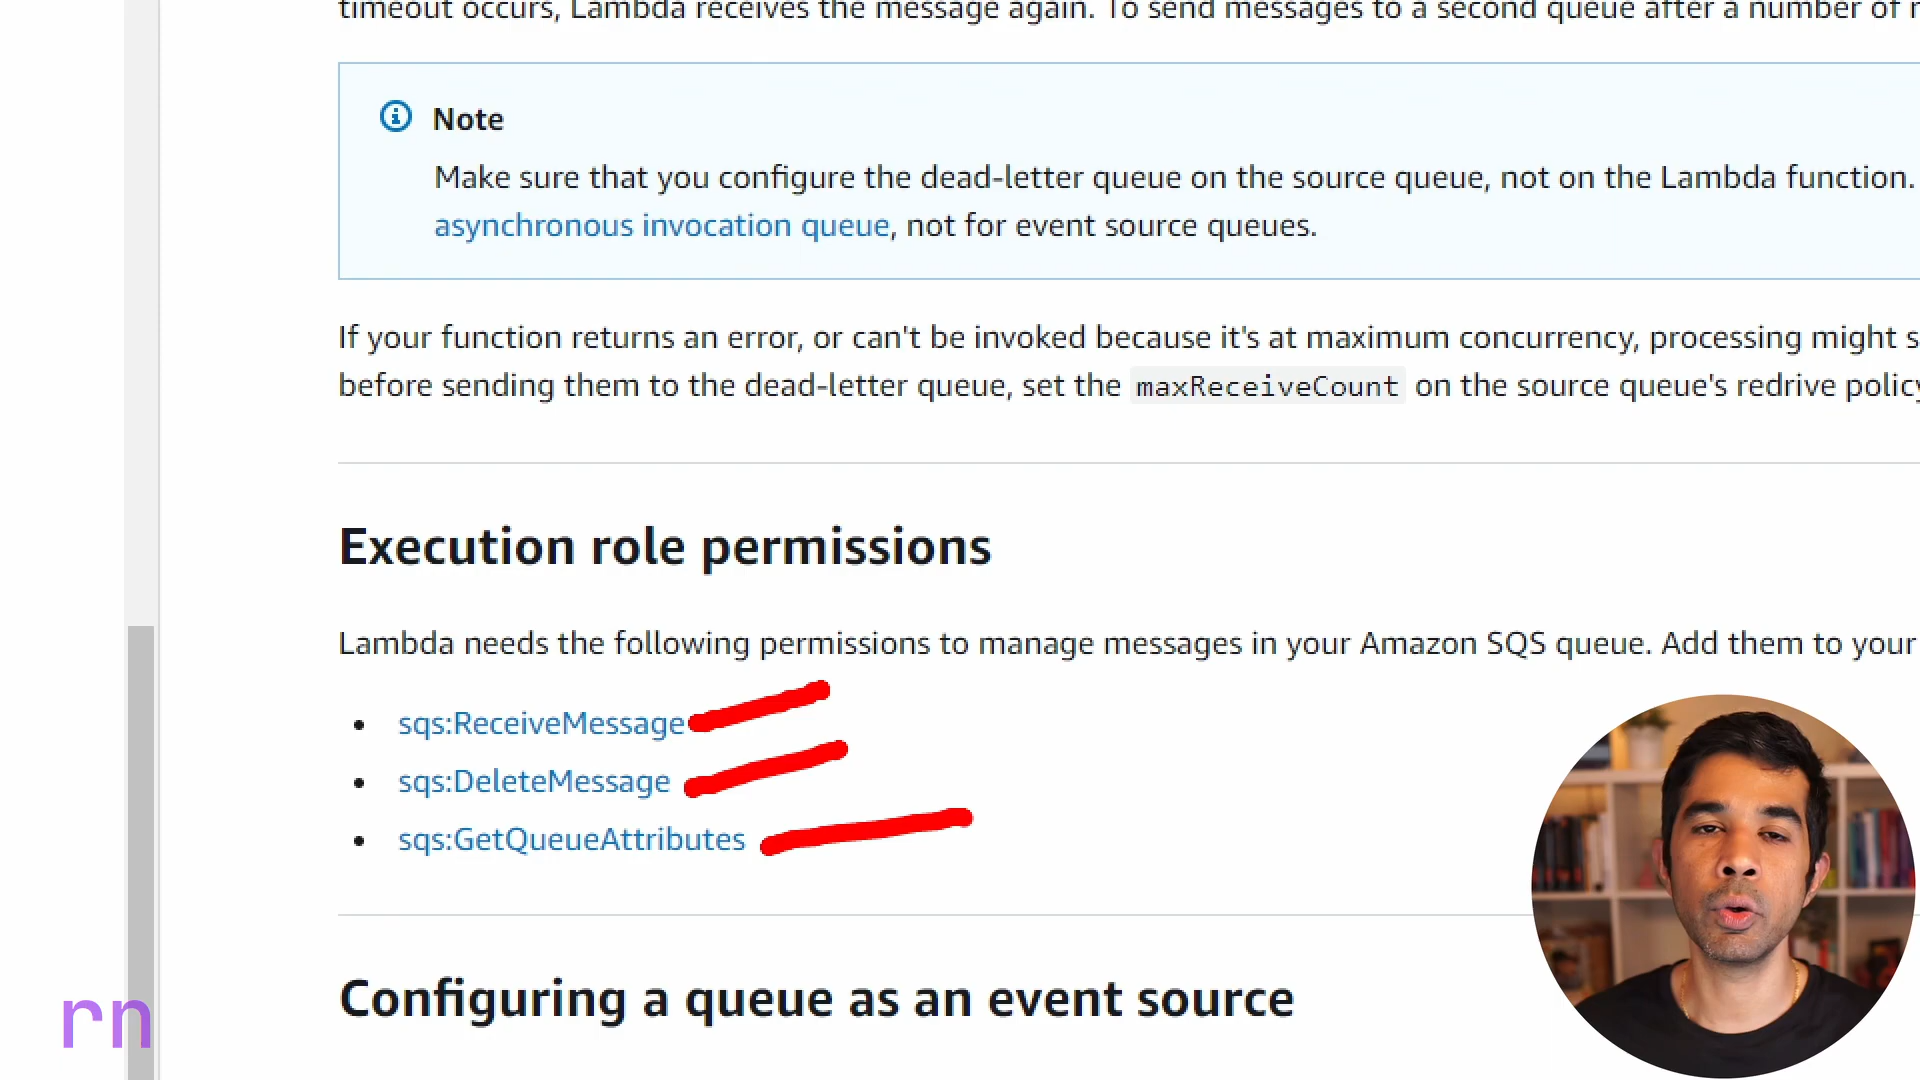 timeout occurs, Lambda receives the message again. To send messages to a second queue after a number of
Note
Make sure that you configure the dead-letter queue on the source queue, not on the Lambda function.
asynchronous invocation queue, not for event source queues.
If your function returns an error, or can't be invoked because it's at maximum concurrency, processing might
before sending them to the dead-letter queue, set the maxReceiveCount on the source queue's redrive policy
Execution role permissions
Lambda needs the following permissions to manage messages in your Amazon SQS queue. Add them to your
• sqs:ReceiveMessage
• sqs:DeleteMessage
• sqs:GetQueueAttributes
Configuring a queue as an event source
rn